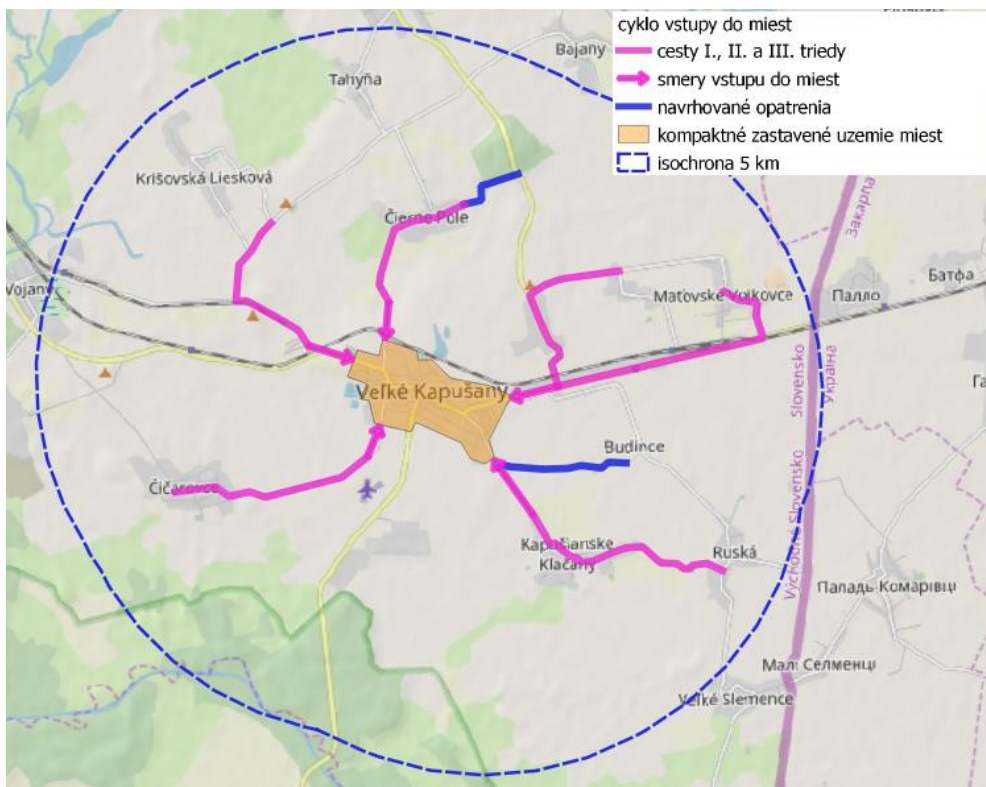 cyklo vstupy do miest
cesty I., II. a III. triedy
smery vstupu do miest
navrhované opatrenia
kompaktné zastavené uzemie miest
isochrona 5 km
Bajany
Tahyňa
Krišovská Liesková
Čierne Pole
Закарпа
Батфа
Vojany
Maťovské Vojkovce
Палло
Slovensko
Україна
Veľké Kapušany
Budince
Čičarovce
Kapušianske
Klačany
Ruská
Východné Slovensko
Паладь-Комарівці
Малі Селменці
Veľké Slemence